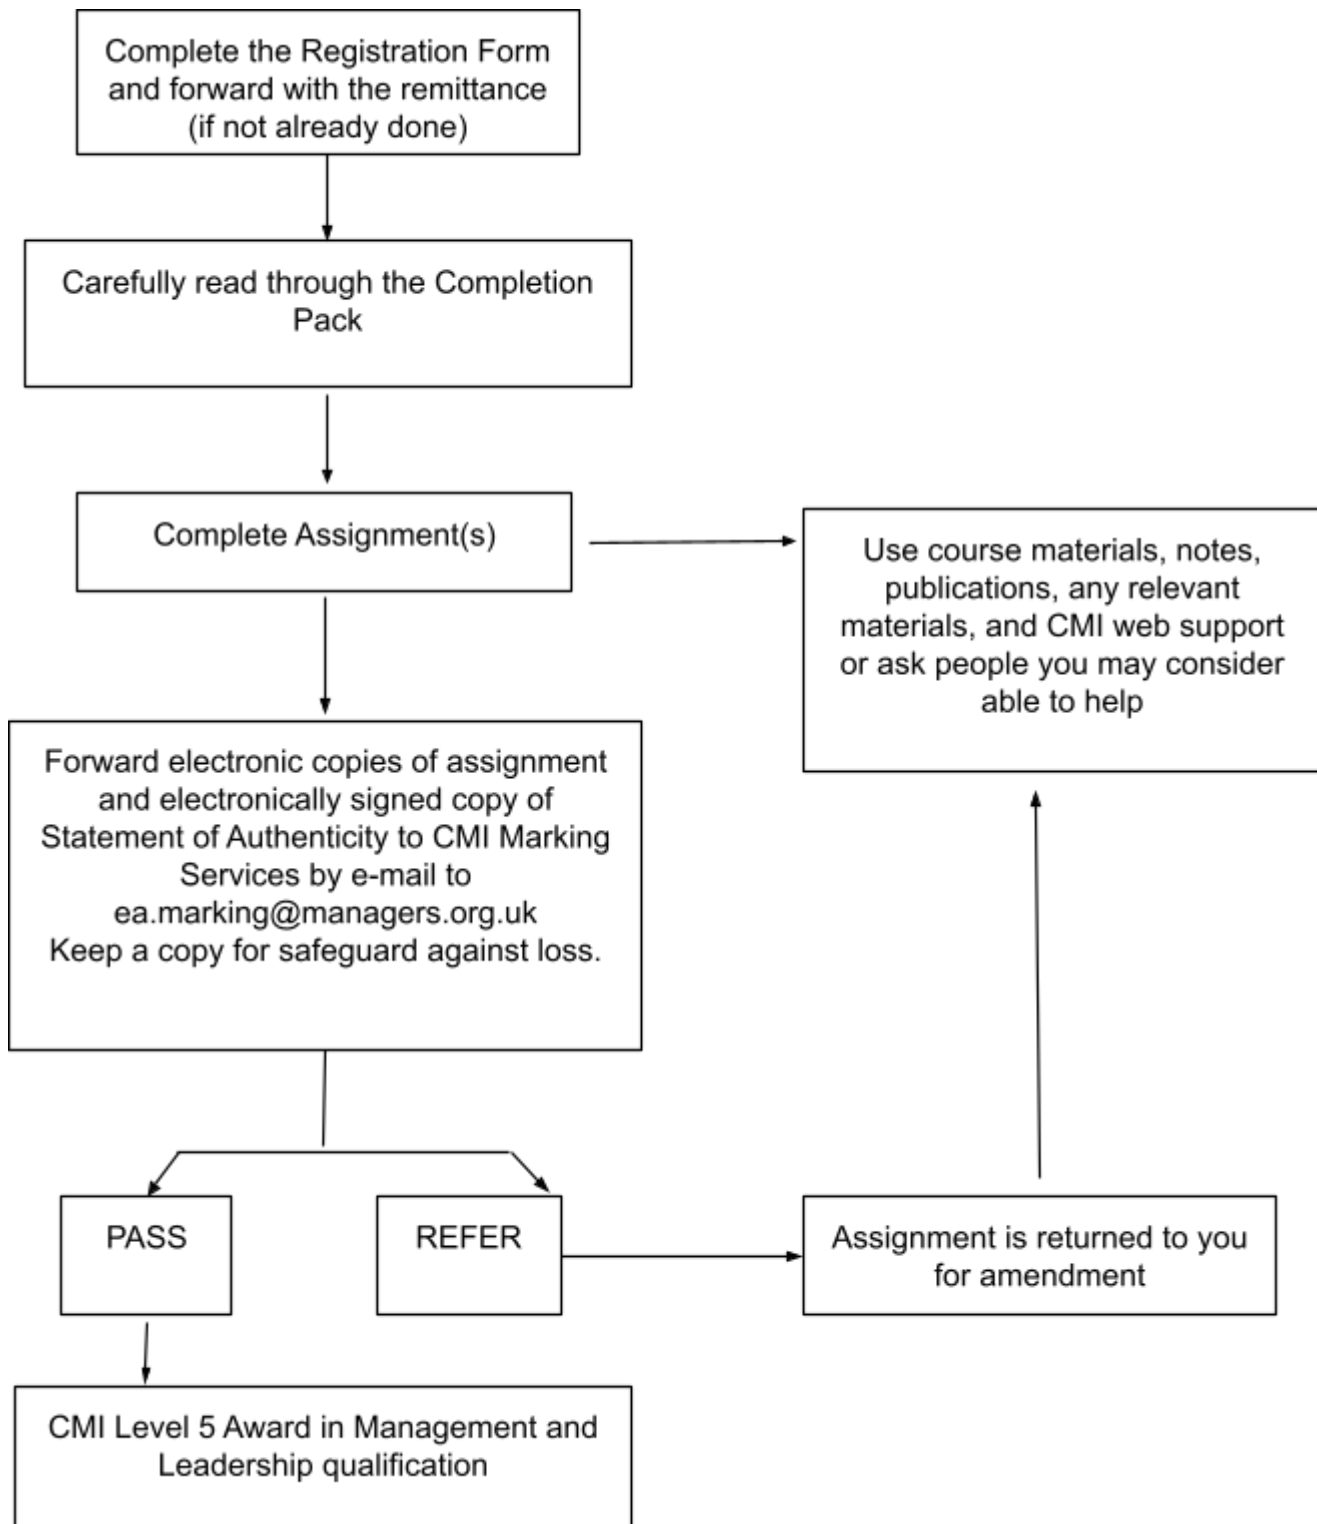 Complete the Registration Form
and forward with the remittance
(if not already done)
Carefully read through the Completion
Pack
Complete Assignment(s)
Use course materials, notes,
publications, any relevant
materials, and CMI web support
or ask people you may consider
able to help
Forward electronic copies of assignment
and electronically signed copy of
Statement of Authenticity to CMI Marking
Services by e-mail to
ea.marking@managers.org.uk
Keep a copy for safeguard against loss.
PASS
REFER
Assignment is returned to you
for amendment
CMI Level 5 Award in Management and
Leadership qualification